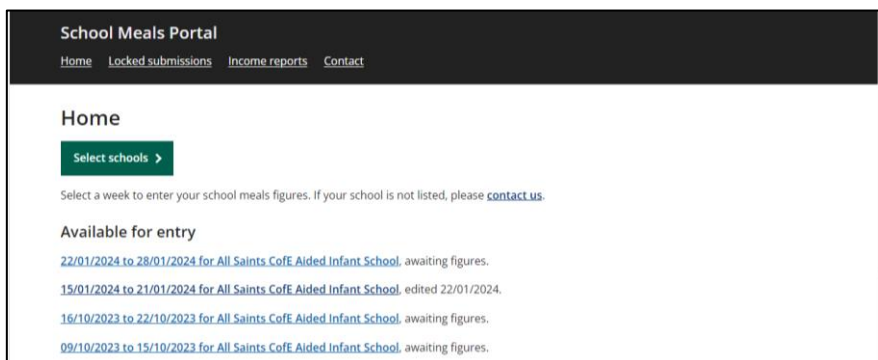 School Meals Portal
Home Locked submissions Income reports Contact
Home
Select schools
Select a week to enter your school meals figures. If your school is not listed, please contact us.
Available for entry
22/01/2024 to 28/01/2024 for All Saints CofE Aided Infant School, awaiting figures.
15/01/2024 to 21/01/2024 for All Saints CofE Aided Infant School, edited 22/01/2024.
16/10/2023 to 22/10/2023 for All Saints CofE Aided Infant School, awaiting figures.
09/10/2023 to 15/10/2023 for All Saints CofE Aided Infant School, awaiting figures.